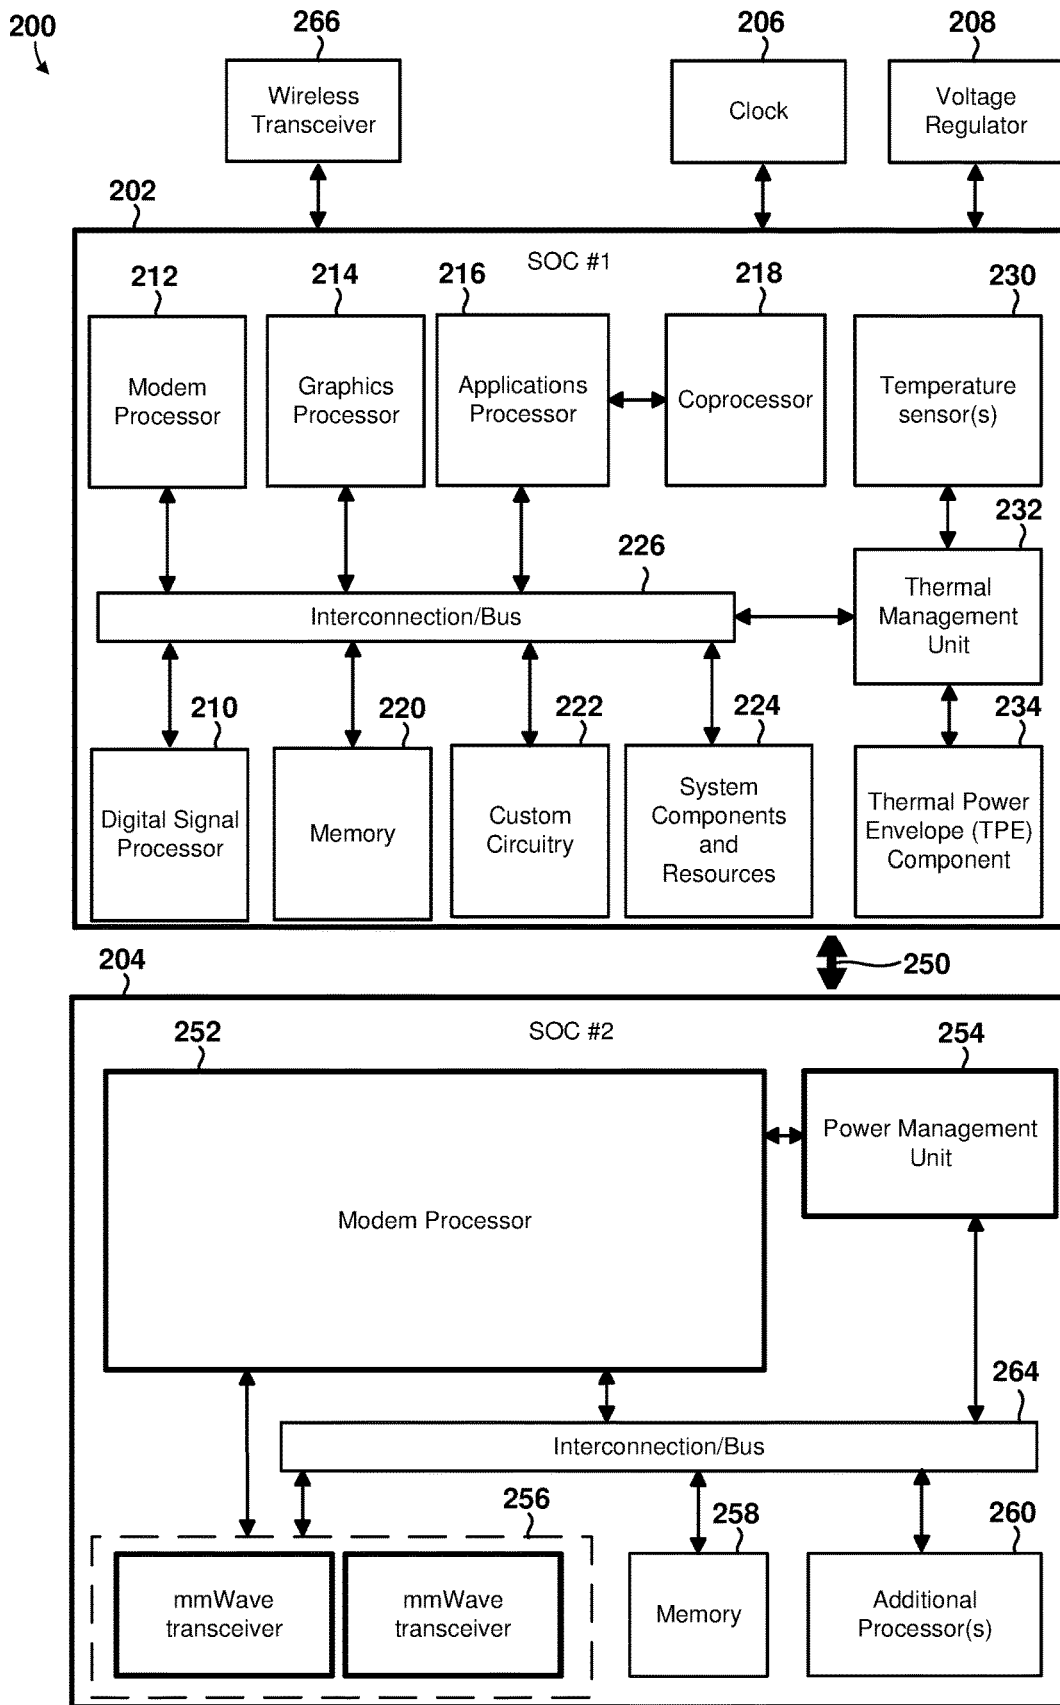 200
266
206
208
Wireless
Transceiver
Clock
Voltage
Regulator
202
SOC #1
212
214
216
218
230
Modem
Processor
Graphics
Processor
Applications
Processor
Coprocessor
Temperature
sensor(s)
232
226
Interconnection/Bus
Thermal
Management
Unit
210
220
222
224
234
Digital Signal
Processor
Memory
Custom
Circuitry
System
Components
and
Resources
Thermal Power
Envelope (TPE)
Component
250
204
SOC #2
252
254
Modem Processor
Power Management
Unit
264
Interconnection/Bus
256
258
260
mmWave
transceiver
mmWave
transceiver
Memory
Additional
Processor(s)